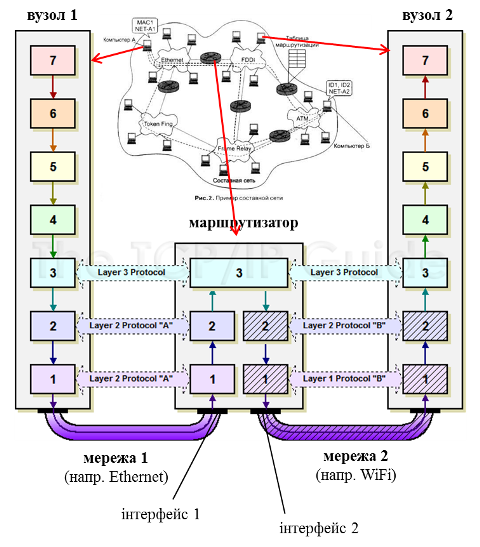 вузол 1
вузол 2
MAC1
NET-A1
Компьютер A
Таблица
маршрутизации
Ethernet
FDDI
ID1, ID2
NET-A2
Token Ring
ATM
Компьютер Б
Frame Relay
Составная сеть
Рис. 2. Пример составной сети
маршрутизатор
The TCP/IP Guide
7
7
6
6
5
5
4
4
3
Layer 3 Protocol
3
Layer 3 Protocol
3
2
Layer 2 Protocol "A"
2
2
Layer 2 Protocol "B"
2
1
Layer 2 Protocol "A"
1
1
Layer 1 Protocol "B"
1
мережа 1
(напр. Ethernet)
мережа 2
(напр. WiFi)
інтерфейс 1
інтерфейс 2